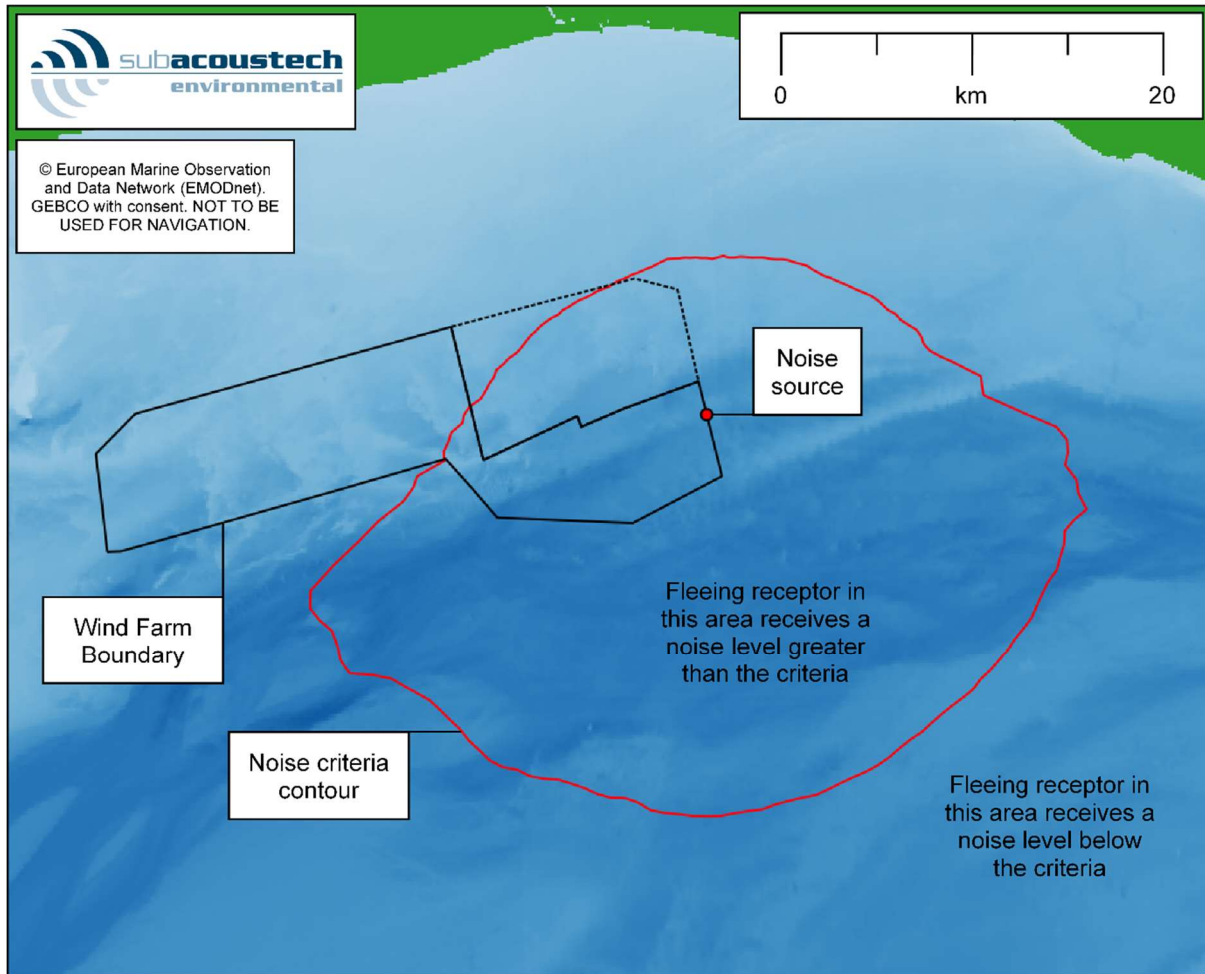 subacoustech
environmental
0 km 20
© European Marine Observation
and Data Network (EMODnet).
GEBCO with consent. NOT TO BE
USED FOR NAVIGATION.
Noise
source
Fleeing receptor in
this area receives a
noise level greater
than the criteria
Wind Farm
Boundary
Noise criteria
contour
Fleeing receptor in
this area receives a
noise level below
the criteria